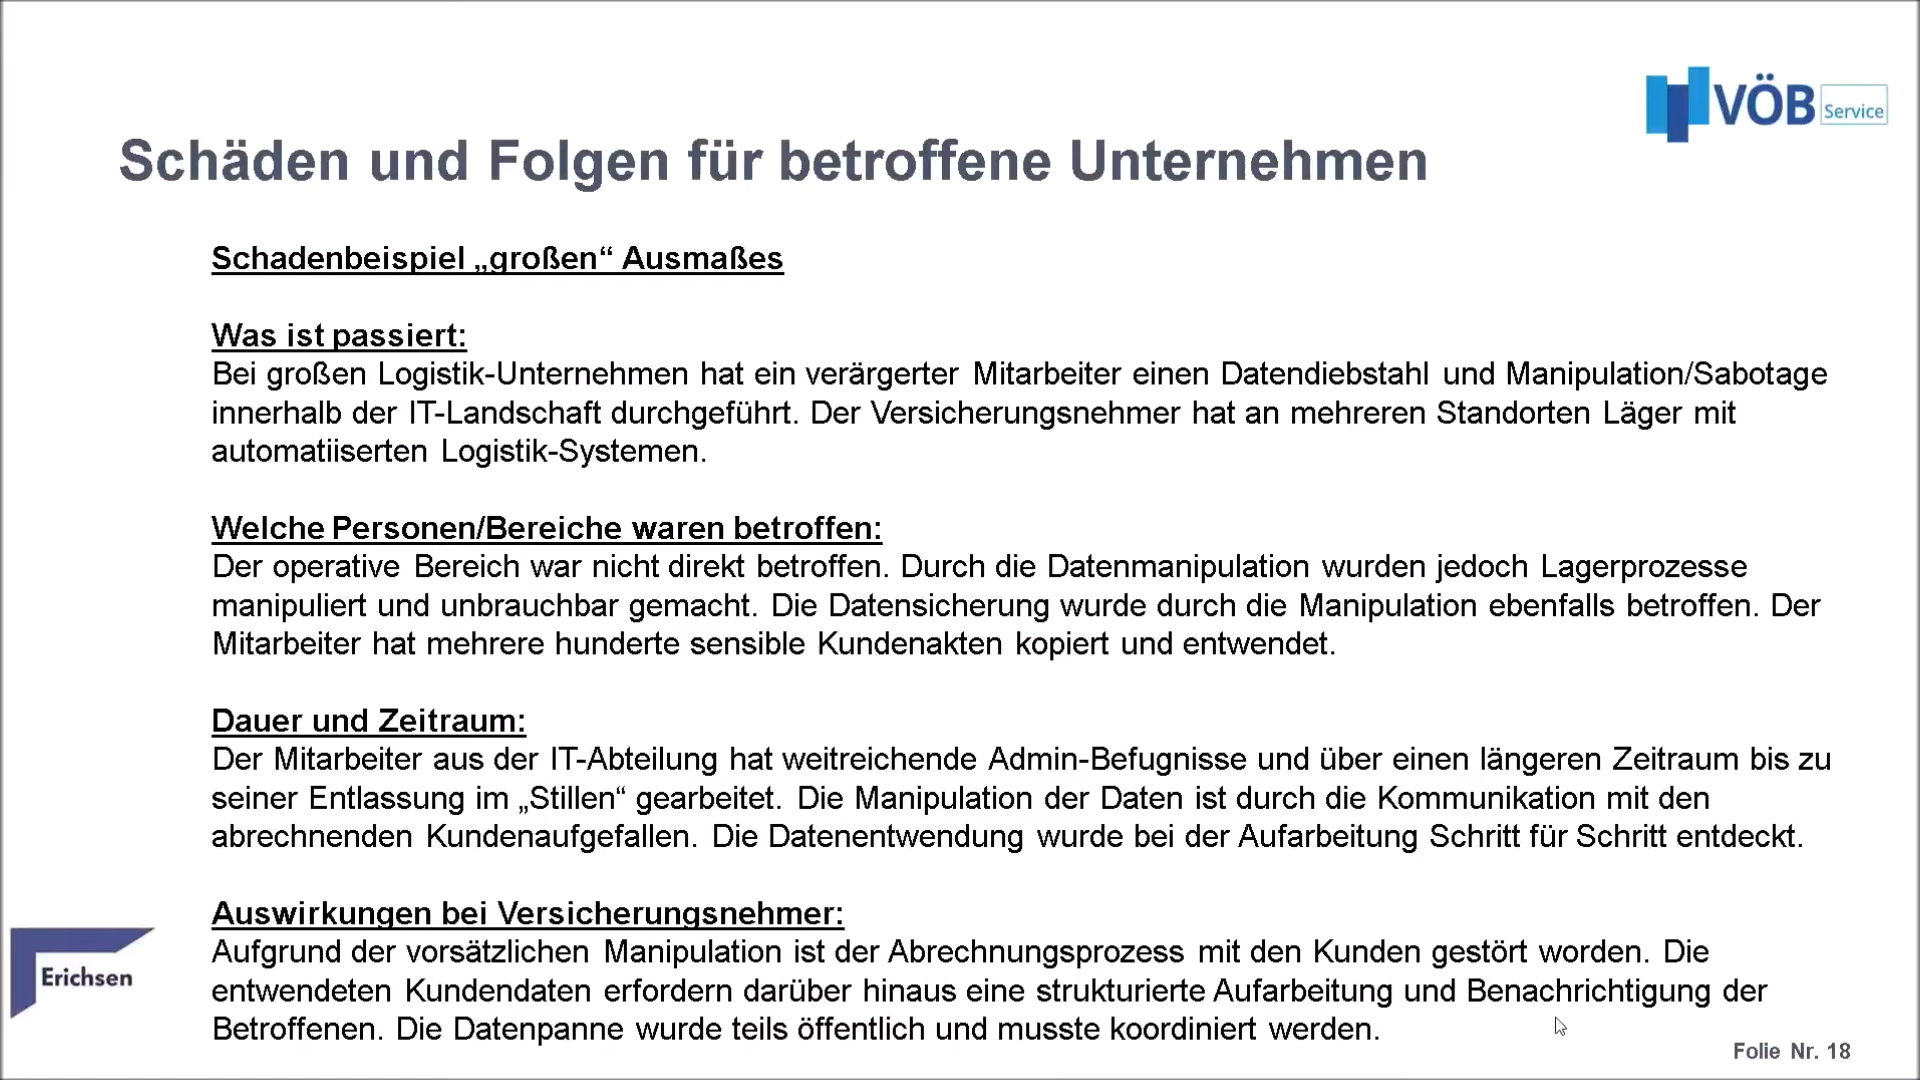 VÖB Service
Schäden und Folgen für betroffene Unternehmen
Schadenbeispiel „großen“ Ausmaßes
Was ist passiert:
Bei großen Logistik-Unternehmen hat ein verärgerter Mitarbeiter einen Datendiebstahl und Manipulation/Sabotage
innerhalb der IT-Landschaft durchgeführt. Der Versicherungsnehmer hat an mehreren Standorten Läger mit
automatiiserten Logistik-Systemen.
Welche Personen/Bereiche waren betroffen:
Der operative Bereich war nicht direkt betroffen. Durch die Datenmanipulation wurden jedoch Lagerprozesse
manipuliert und unbrauchbar gemacht. Die Datensicherung wurde durch die Manipulation ebenfalls betroffen. Der
Mitarbeiter hat mehrere hunderte sensible Kundenakten kopiert und entwendet.
Dauer und Zeitraum:
Der Mitarbeiter aus der IT-Abteilung hat weitreichende Admin-Befugnisse und über einen längeren Zeitraum bis zu
seiner Entlassung im „Stillen“ gearbeitet. Die Manipulation der Daten ist durch die Kommunikation mit den
abrechnenden Kundenaufgefallen. Die Datenentwendung wurde bei der Aufarbeitung Schritt für Schritt entdeckt.
Auswirkungen bei Versicherungsnehmer:
Aufgrund der vorsätzlichen Manipulation ist der Abrechnungsprozess mit den Kunden gestört worden. Die
entwendeten Kundendaten erfordern darüber hinaus eine strukturierte Aufarbeitung und Benachrichtigung der
Betroffenen. Die Datenpanne wurde teils öffentlich und musste koordiniert werden.
Erichsen
Folie Nr. 18